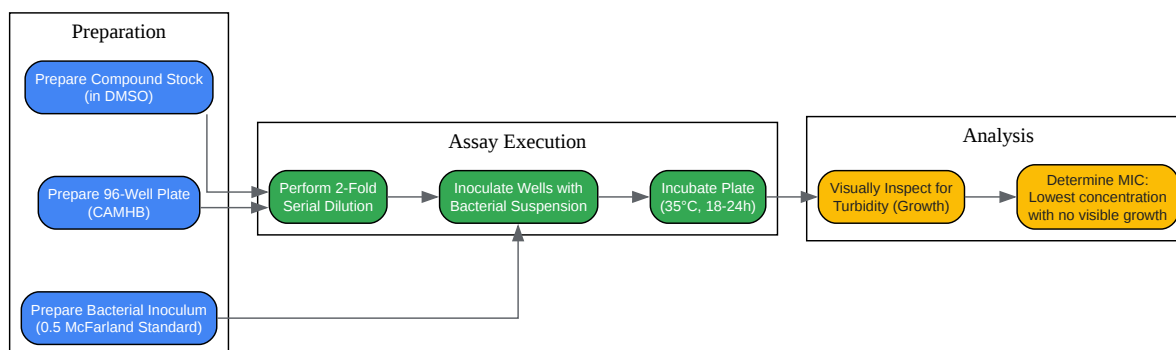 Preparation
Prepare Compound Stock
(in DMSO)
Prepare 96-Well Plate
(CAMHB)
Prepare Bacterial Inoculum
(0.5 McFarland Standard)
Assay Execution
Perform 2-Fold
Serial Dilution
Inoculate Wells with
Bacterial Suspension
Incubate Plate
(35°C, 18-24h)
Analysis
Visually Inspect for
Turbidity (Growth)
Determine MIC:
Lowest concentration
with no visible growth